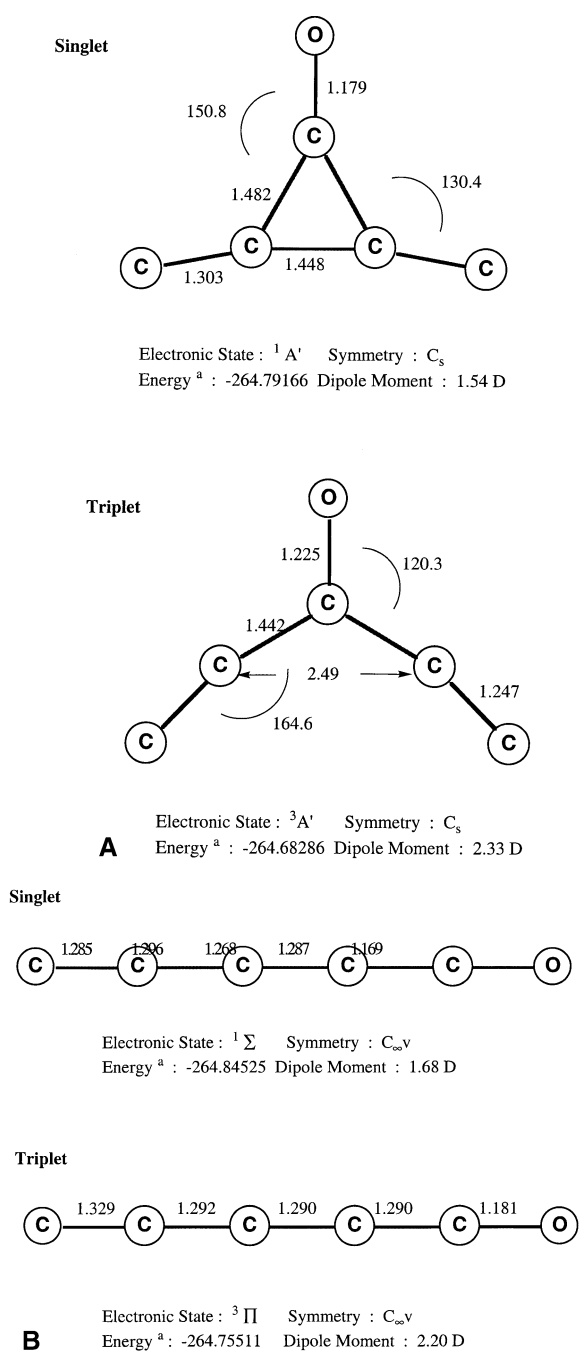 Singlet
O
1.179
150.8
C
130.4
1.482
C C
1.448
C C
1.303
Electronic State : 1 A' Symmetry : Cs
Energy a : -264.79166 Dipole Moment : 1.54 D
Triplet
O
1.225
120.3
C
1.442
C 2.49 C
1.247
164.6
C C
Electronic State : 3A' Symmetry : Cs
A Energy a : -264.68286 Dipole Moment : 2.33 D
Singlet
1.285 1.296 1.268 1.287 1.169
C C C C C O
Electronic State : 1 Σ Symmetry : C∞v
Energy a : -264.84525 Dipole Moment : 1.68 D
Triplet
1.329 1.292 1.290 1.290 1.181
C C C C C O
Electronic State : 3 Π Symmetry : C∞v
B Energy a : -264.75511 Dipole Moment : 2.20 D